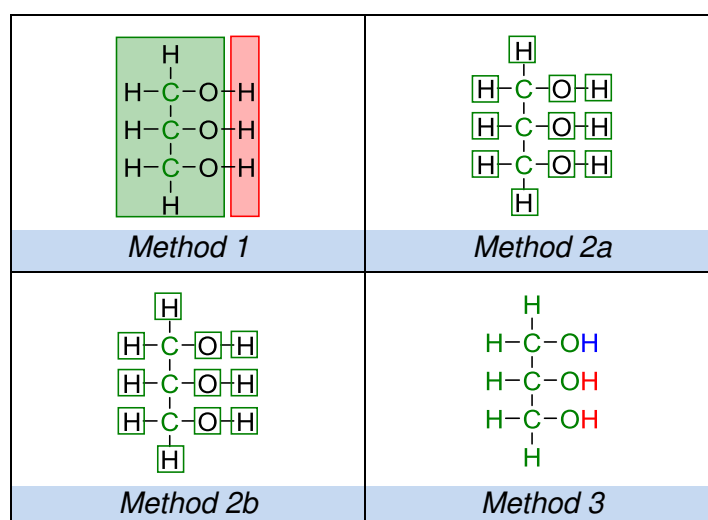 H
H–C–O–H
H–C–O–H
H–C–O–H
H
Method 1
H
H–C–O–H
H–C–O–H
H–C–O–H
H
Method 2a
H
H–C–O–H
H–C–O–H
H–C–O–H
H
Method 2b
H
H–C–OH
H–C–OH
H–C–OH
H
Method 3